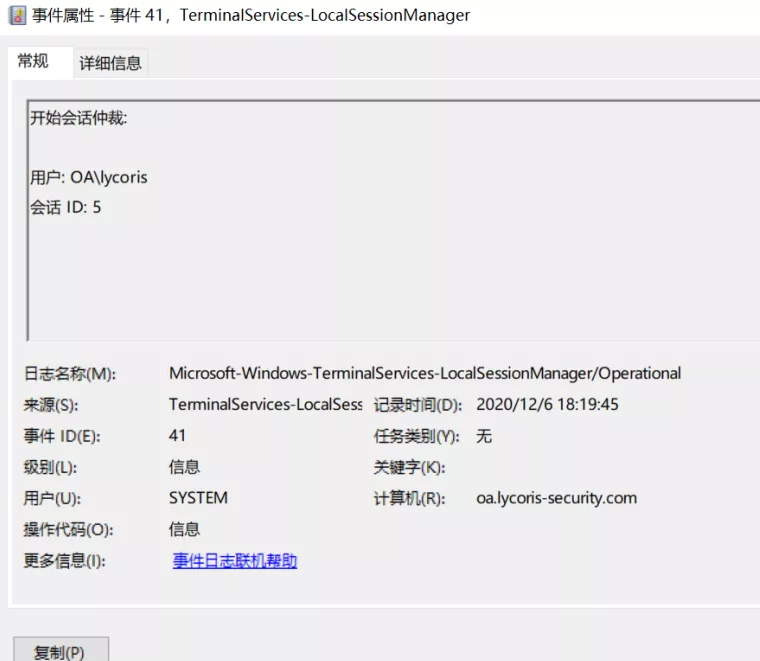 事件属性 - 事件 41，TerminalServices-LocalSessionManager
常规 详细信息
开始会话仲裁:
用户: OA\lycoris
会话 ID: 5
日志名称(M): Microsoft-Windows-TerminalServices-LocalSessionManager/Operational
来源(S): TerminalServices-LocalSess 记录时间(D): 2020/12/6 18:19:45
事件 ID(E): 41 任务类别(Y): 无
级别(L): 信息 关键字(K):
用户(U): SYSTEM 计算机(R): oa.lycoris-security.com
操作代码(O): 信息
更多信息(I): 事件日志联机帮助
复制(P)